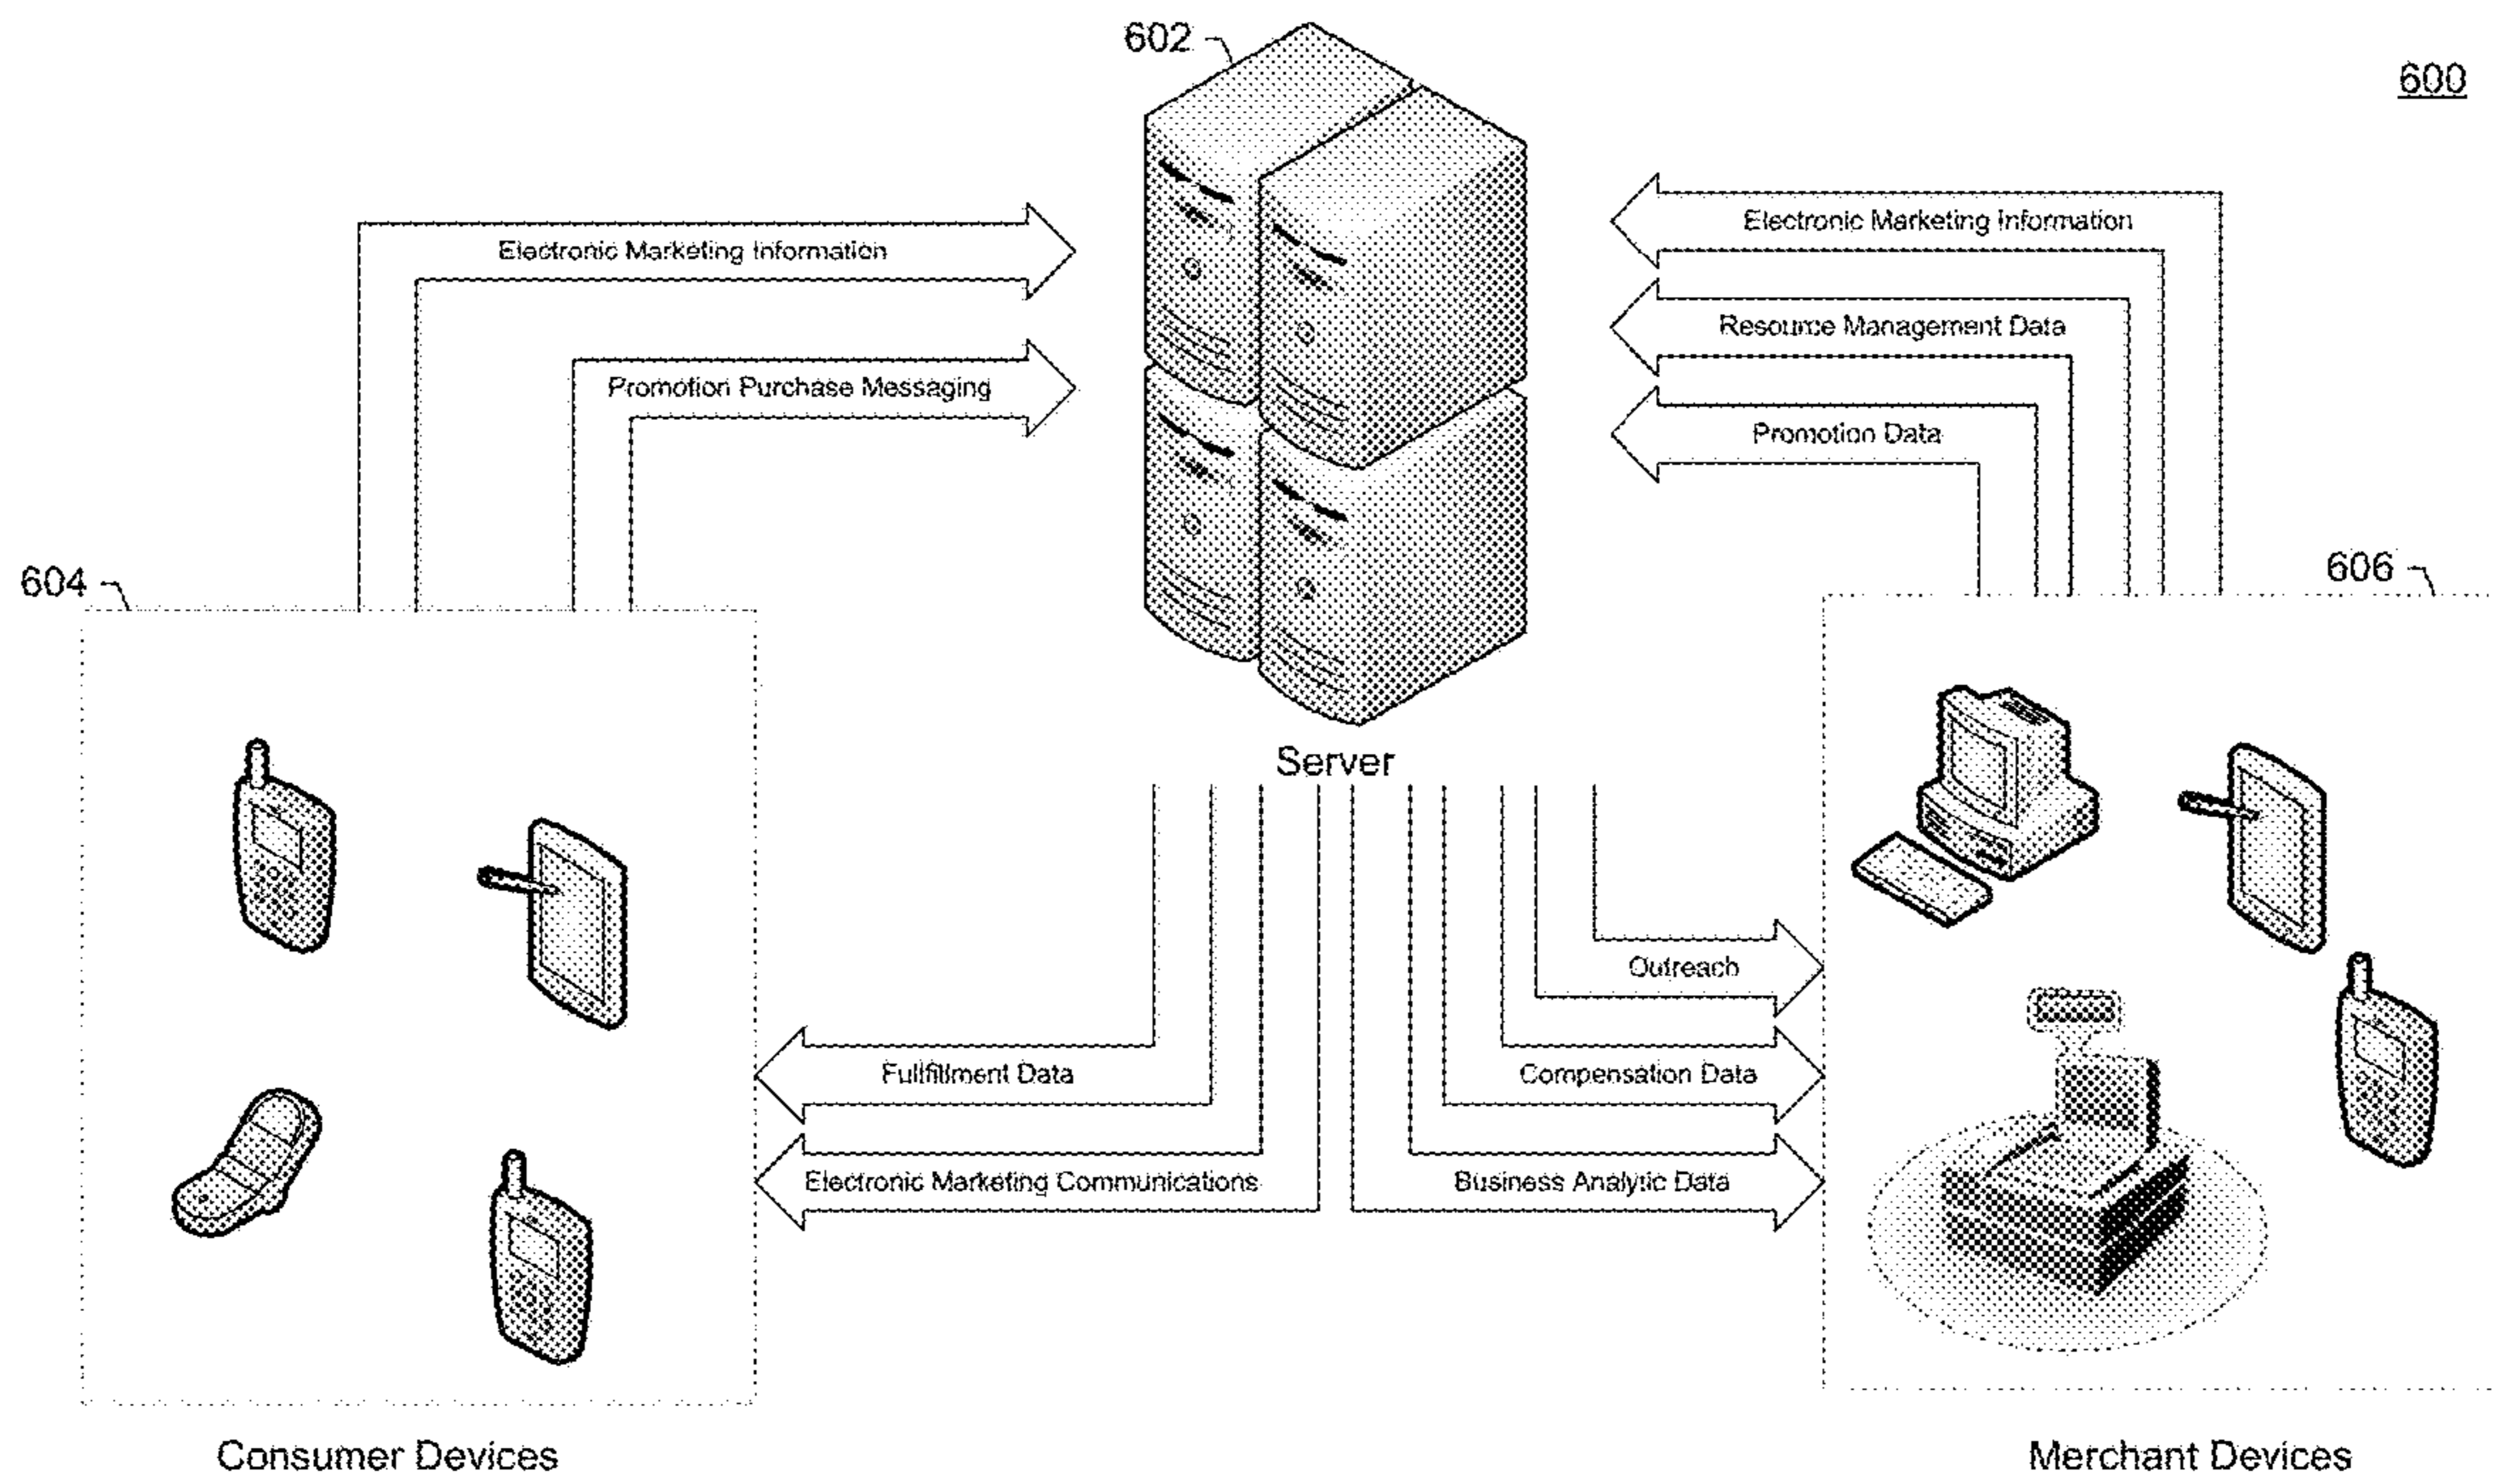 602
600
Electronic Marketing Information
Electronic Marketing Information
Resource Management Data
Promotion Purchase Messaging
Promotion Data
604
606
Server
Outreach
Fullfillment Data
Compensation Data
Electronic Marketing Communications
Business Analytic Data
Consumer Devices
Merchant Devices